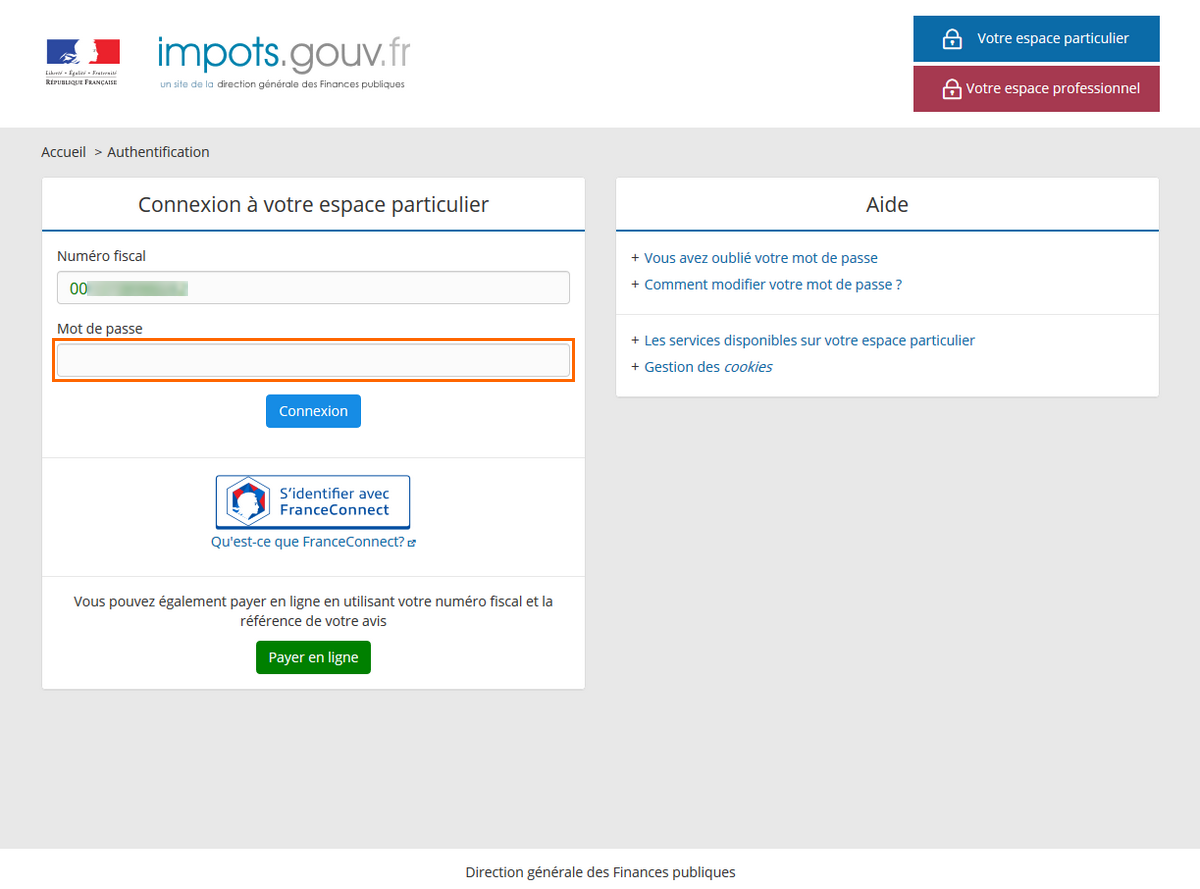 Liberté • Égalité • Fraternité
RÉPUBLIQUE FRANÇAISE
impots.gouv.fr
un site de la direction générale des Finances publiques
Votre espace particulier
Votre espace professionnel
Accueil > Authentification
Connexion à votre espace particulier
Numéro fiscal
00
Mot de passe
Connexion
S'identifier avec
FranceConnect
Qu'est-ce que FranceConnect?
Vous pouvez également payer en ligne en utilisant votre numéro fiscal et la
référence de votre avis
Payer en ligne
Aide
+ Vous avez oublié votre mot de passe
+ Comment modifier votre mot de passe ?
+ Les services disponibles sur votre espace particulier
+ Gestion des cookies
Direction générale des Finances publiques